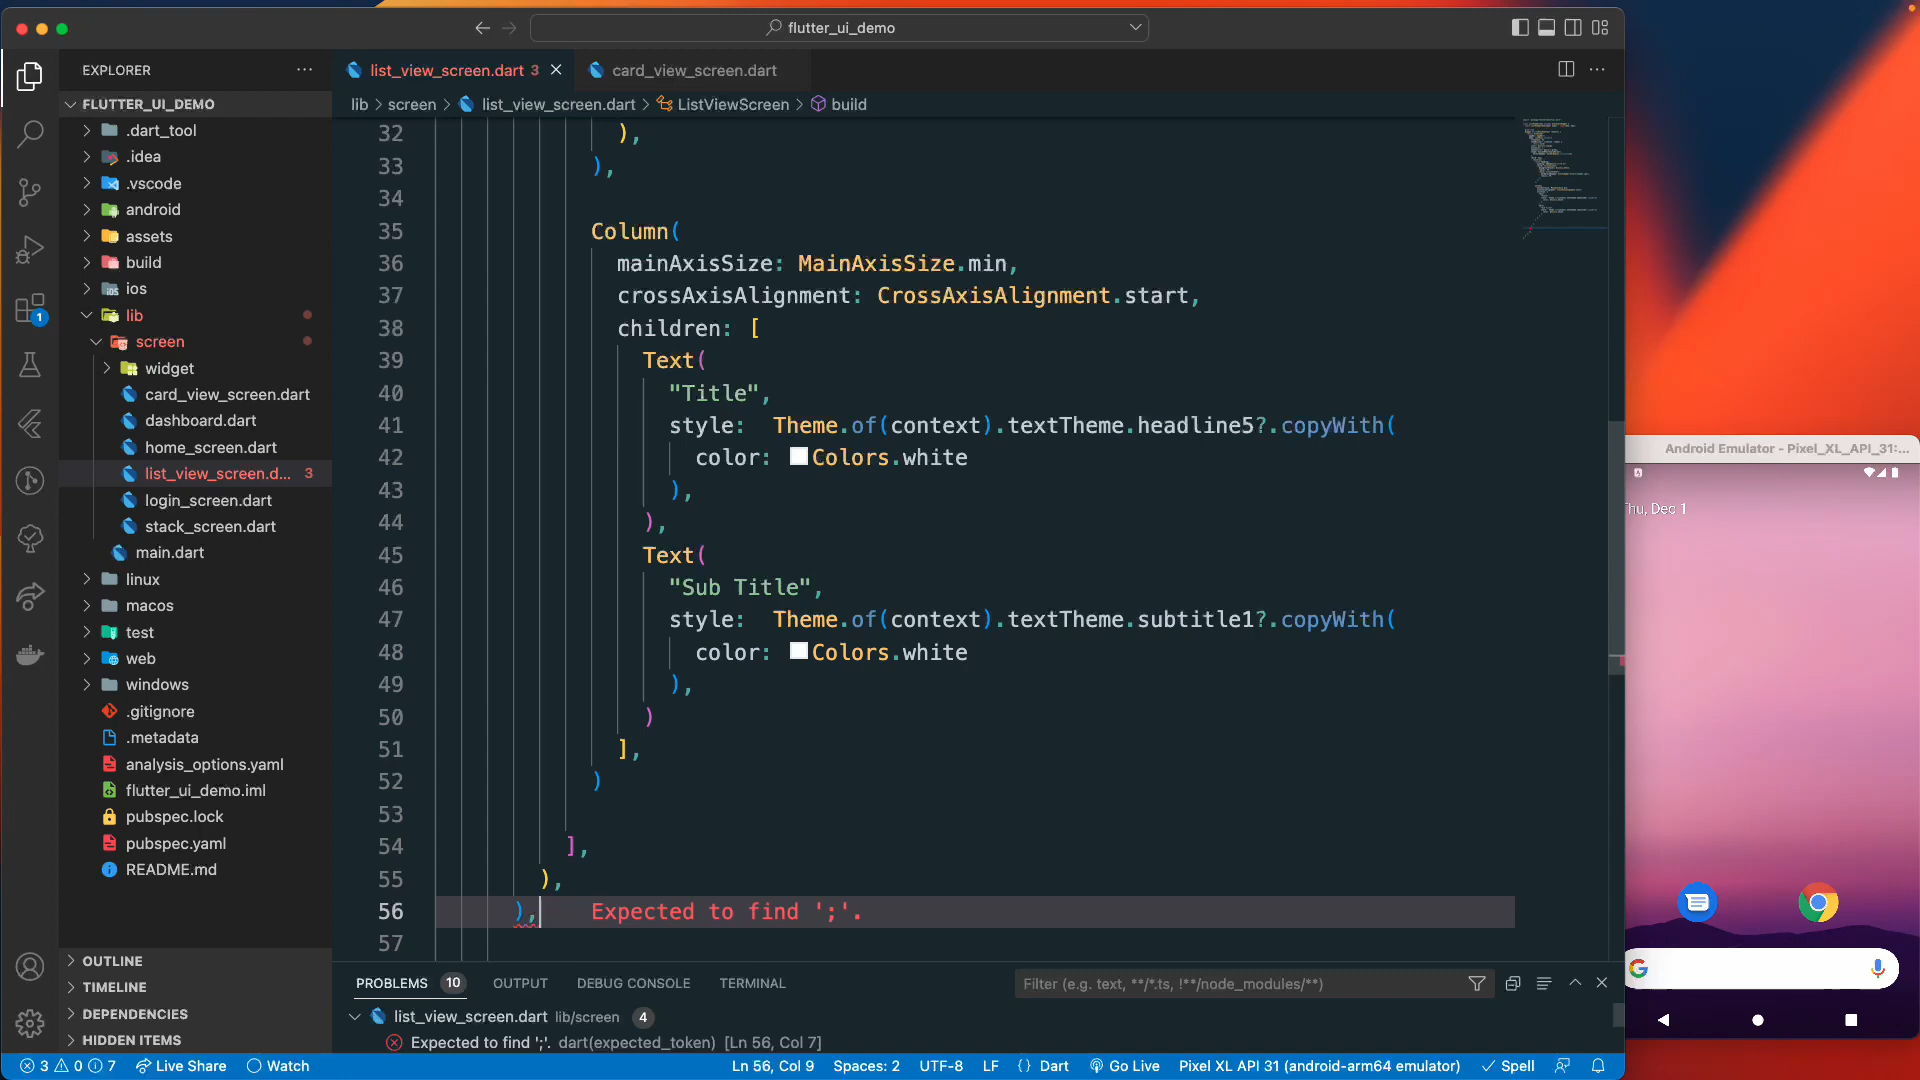 flutter_ui_demo
EXPLORER
list_view_screen.dart 3
card_view_screen.dart
FLUTTER_UI_DEMO
lib > screen > list_view_screen.dart > ListViewScreen > build
.dart_tool
.idea
.vscode
android
assets
build
ios
lib
screen
widget
card_view_screen.dart
dashboard.dart
home_screen.dart
list_view_screen.d... 3
login_screen.dart
stack_screen.dart
main.dart
linux
macos
test
web
windows
.gitignore
.metadata
analysis_options.yaml
flutter_ui_demo.iml
pubspec.lock
pubspec.yaml
README.md
OUTLINE
TIMELINE
DEPENDENCIES
HIDDEN ITEMS
1
32 ),
33 ),
34
35 Column(
36 mainAxisSize: MainAxisSize.min,
37 crossAxisAlignment: CrossAxisAlignment.start,
38 children: [
39 Text(
40 "Title",
41 style: Theme.of(context).textTheme.headline5?.copyWith(
42 color: Colors.white
43 ),
44 ),
45 Text(
46 "Sub Title",
47 style: Theme.of(context).textTheme.subtitle1?.copyWith(
48 color: Colors.white
49 ),
50 )
51 ],
52 )
53
54 ],
55 ),
56 ), Expected to find ';'.
57
PROBLEMS 10 OUTPUT DEBUG CONSOLE TERMINAL
Filter (e.g. text, **/*.ts, !**/node_modules/**)
list_view_screen.dart lib/screen 4
Expected to find ';'. dart(expected_token) [Ln 56, Col 7]
3 0 7 Live Share Watch Ln 56, Col 9 Spaces: 2 UTF-8 LF {} Dart Go Live Pixel XL API 31 (android-arm64 emulator) Spell
Android Emulator - Pixel_XL_API_31:...
Thu, Dec 1